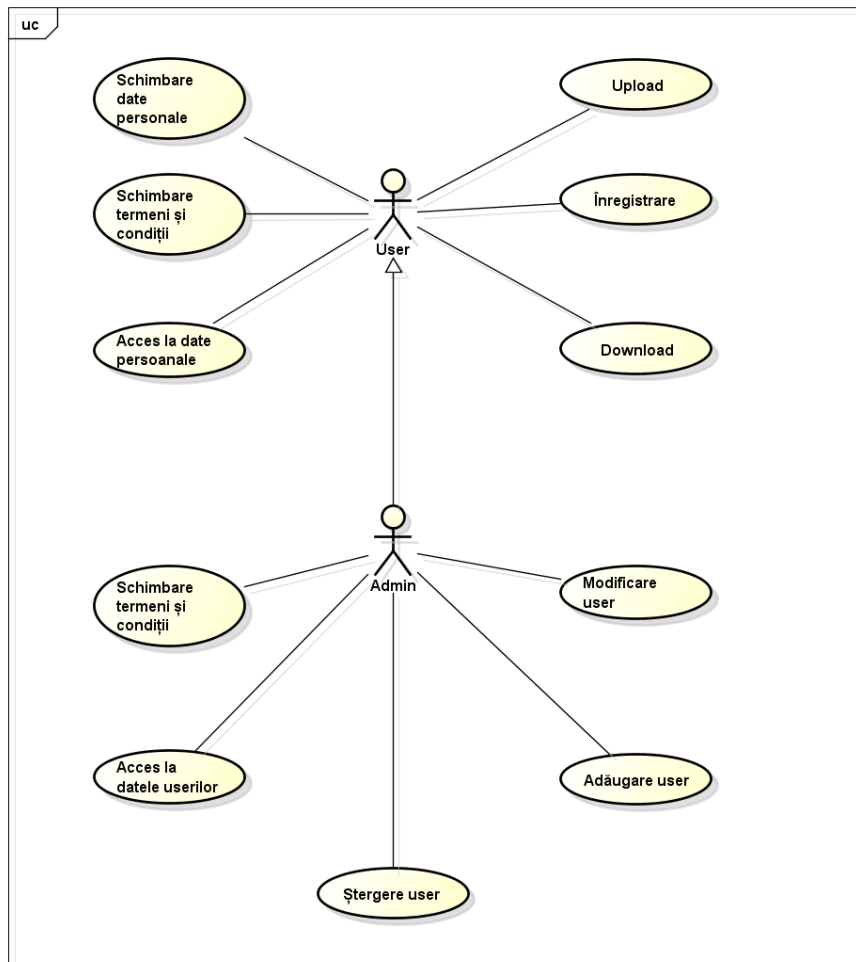 uc
Schimbare
date
personale
Upload
Schimbare
termeni și
condiții
Înregistrare
User
Acces la date
persoanale
Download
Admin
Schimbare
termeni și
condiții
Modificare
user
Acces la
datele userilor
Adăugare user
Ștergere user